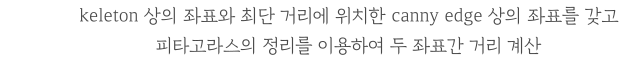 keleton 상의 좌표와 최단 거리에 위치한 canny edge 상의 좌표를 갖고
피타고라스의 정리를 이용하여 두 좌표간 거리 계산